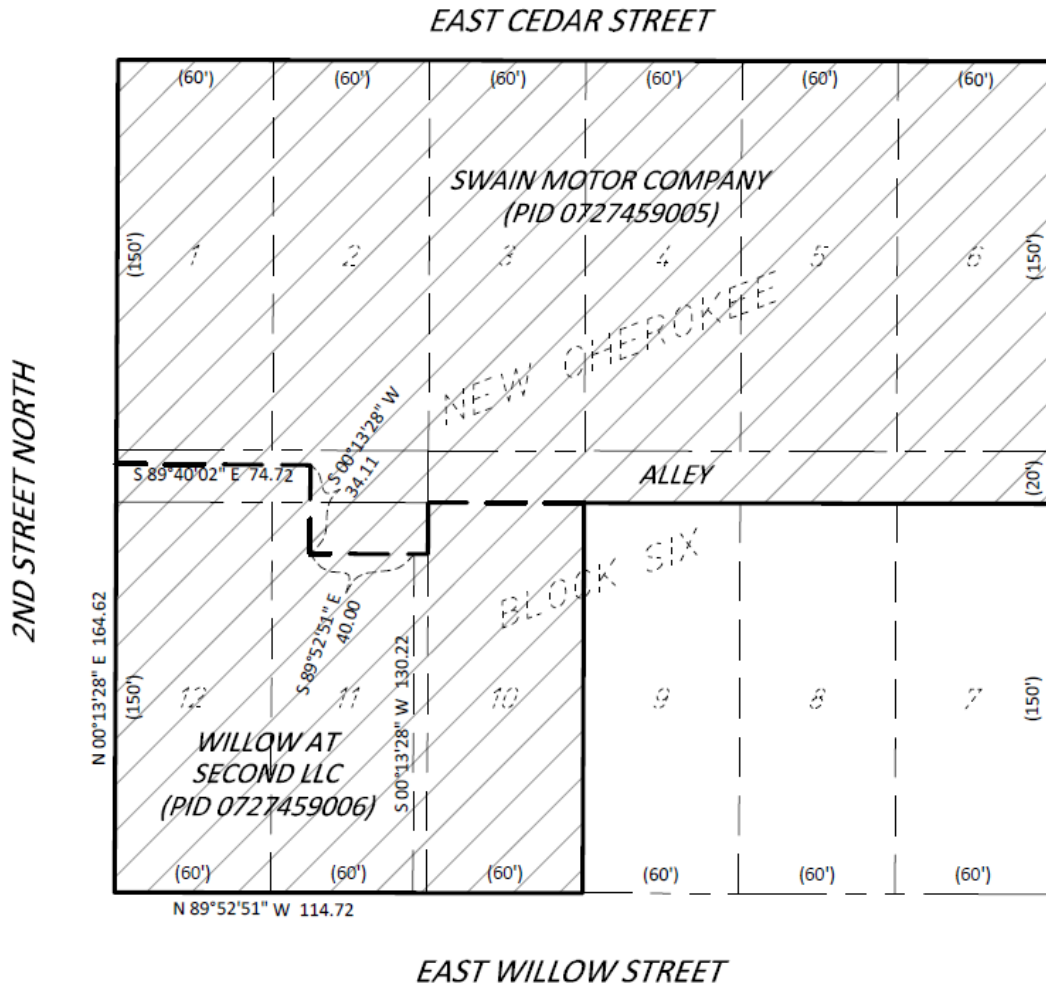 EAST CEDAR STREET
(60')
(60')
(60')
(60')
(60')
(60')
SWAIN MOTOR COMPANY
(PID 0727459005)
(150')
1
2
3
4
5
6
(150')
NEW CHEROKEE
2ND STREET NORTH
S 89°40'02" E 74.72
S 00°13'28" W
34.11
ALLEY
(20')
BLOCK SIX
S 89°52'51" E
40.00
N 00°13'28" E 164.62
(150')
12
11
10
9
8
7
(150')
S 00°13'28" W 130.22
WILLOW AT
SECOND LLC
(PID 0727459006)
(60')
(60')
(60')
(60')
(60')
(60')
N 89°52'51" W 114.72
EAST WILLOW STREET